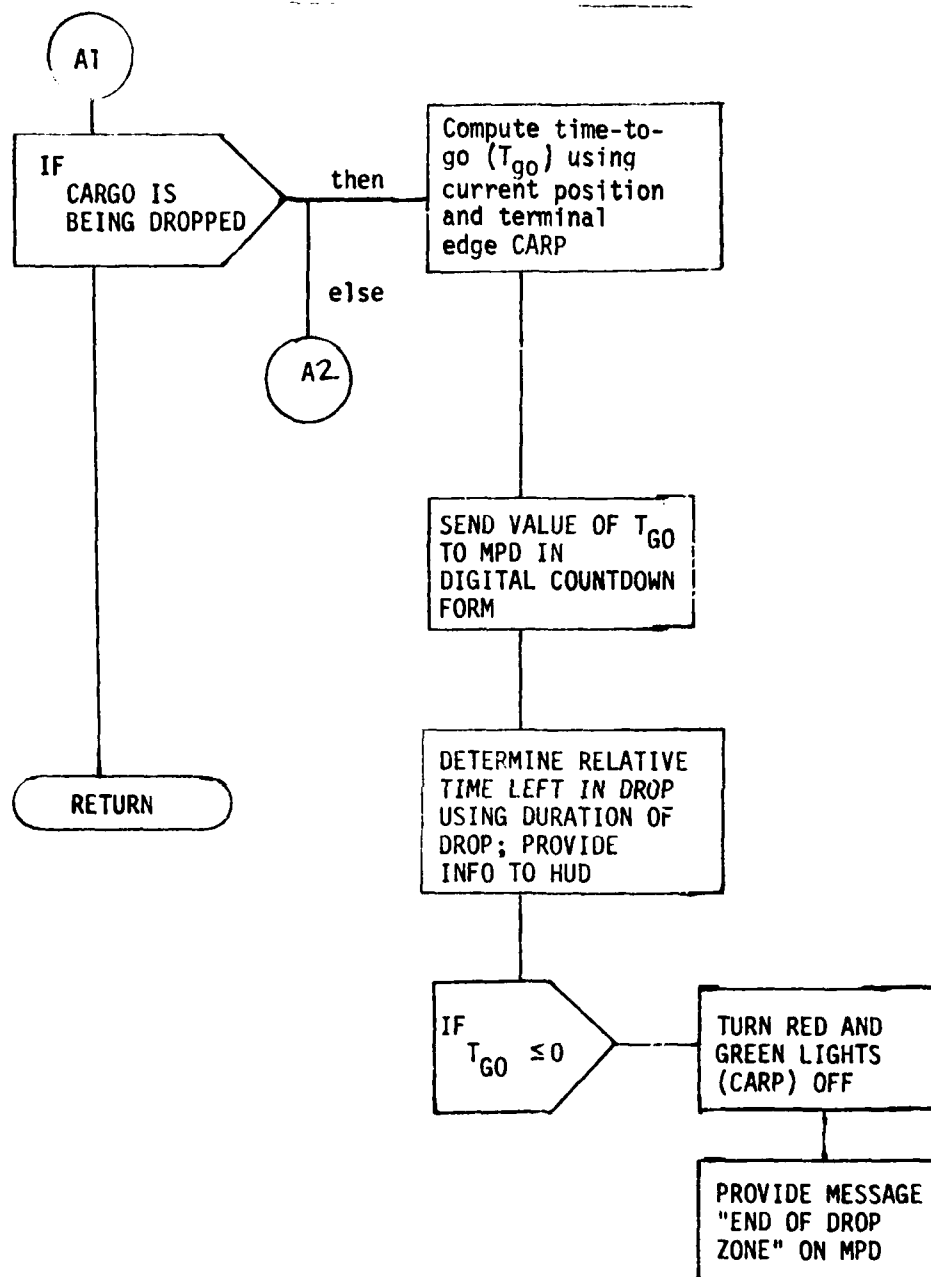 A1
IF
CARGO IS
BEING DROPPED
then
else
A2
Compute time-to-
go (Tgo) using
current position
and terminal
edge CARP
SEND VALUE OF TGO
TO MPD IN
DIGITAL COUNTDOWN
FORM
DETERMINE RELATIVE
TIME LEFT IN DROP
USING DURATION OF
DROP; PROVIDE
INFO TO HUD
RETURN
IF
TGO ≤0
TURN RED AND
GREEN LIGHTS
(CARP) OFF
PROVIDE MESSAGE
"END OF DROP
ZONE" ON MPD